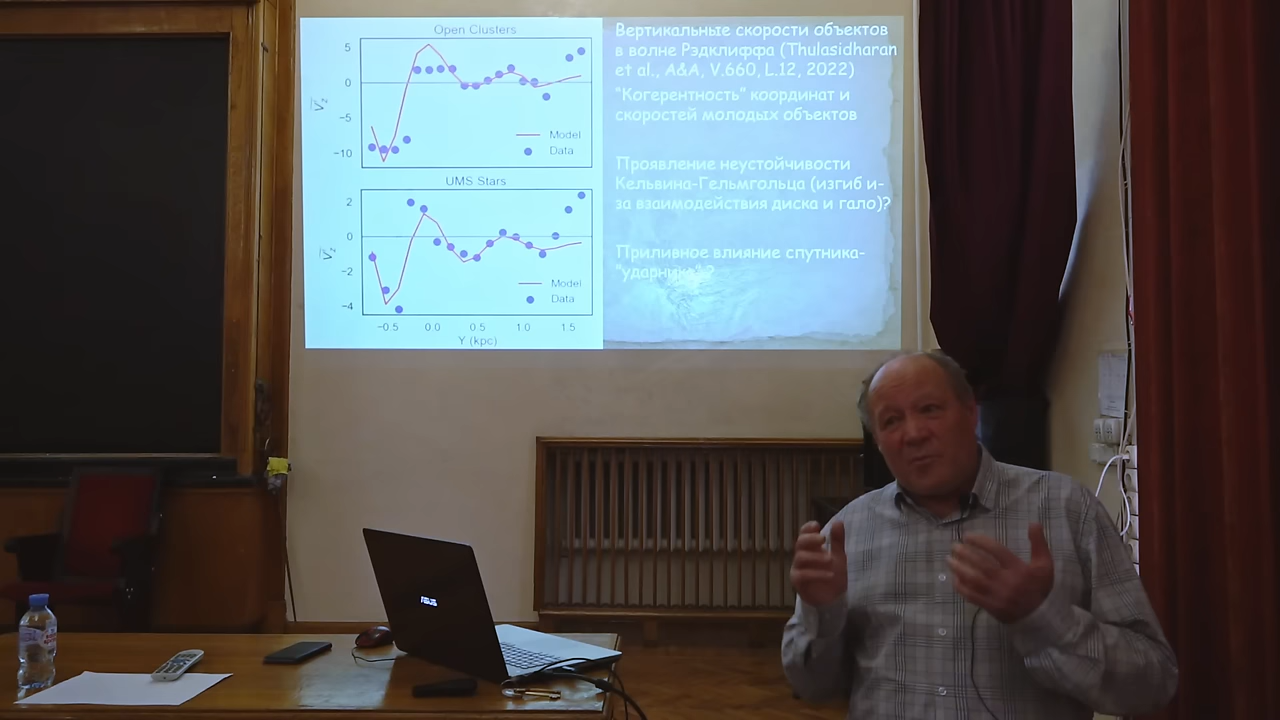 Open Clusters
5
0
−5
−10
Model
Data
UMS Stars
2
0
−2
−4
Model
Data
−0.5 0.0 0.5 1.0 1.5
Y (kpc)
Вертикальные скорости объектов
в волне Рэдклиффа (Thulasidharan
et al., A&A, V.660, L.12, 2022)
"Когерентность" координат и
скоростей молодых объектов
Проявление неустойчивости
Кельвина-Гельмгольца (изгиб и-
за взаимодействия диска и гало)?
Приливное влияние спутника-
"ударника"?
ASUS